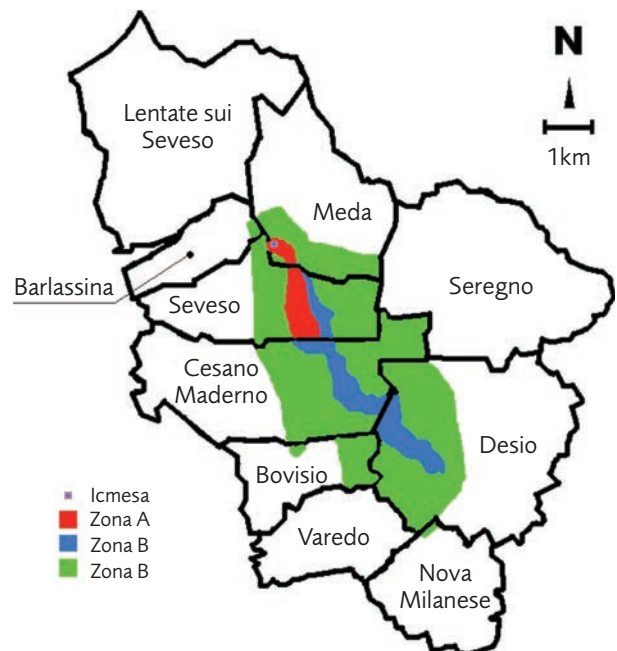 N
1km
Lentate sui
Seveso
Meda
Barlassina
Seveso
Seregno
Cesano
Maderno
Desio
Bovisio
Varedo
Nova
Milanese
Icmesa
Zona A
Zona B
Zona B